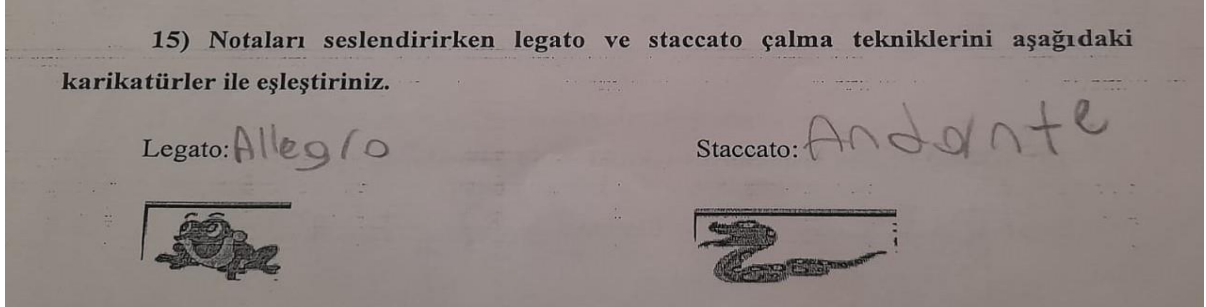 15) Notaları seslendirirken legato ve staccato çalma tekniklerini aşağıdaki
karikatürler ile eşleştiriniz.
Legato: Allegro
Staccato: Andante